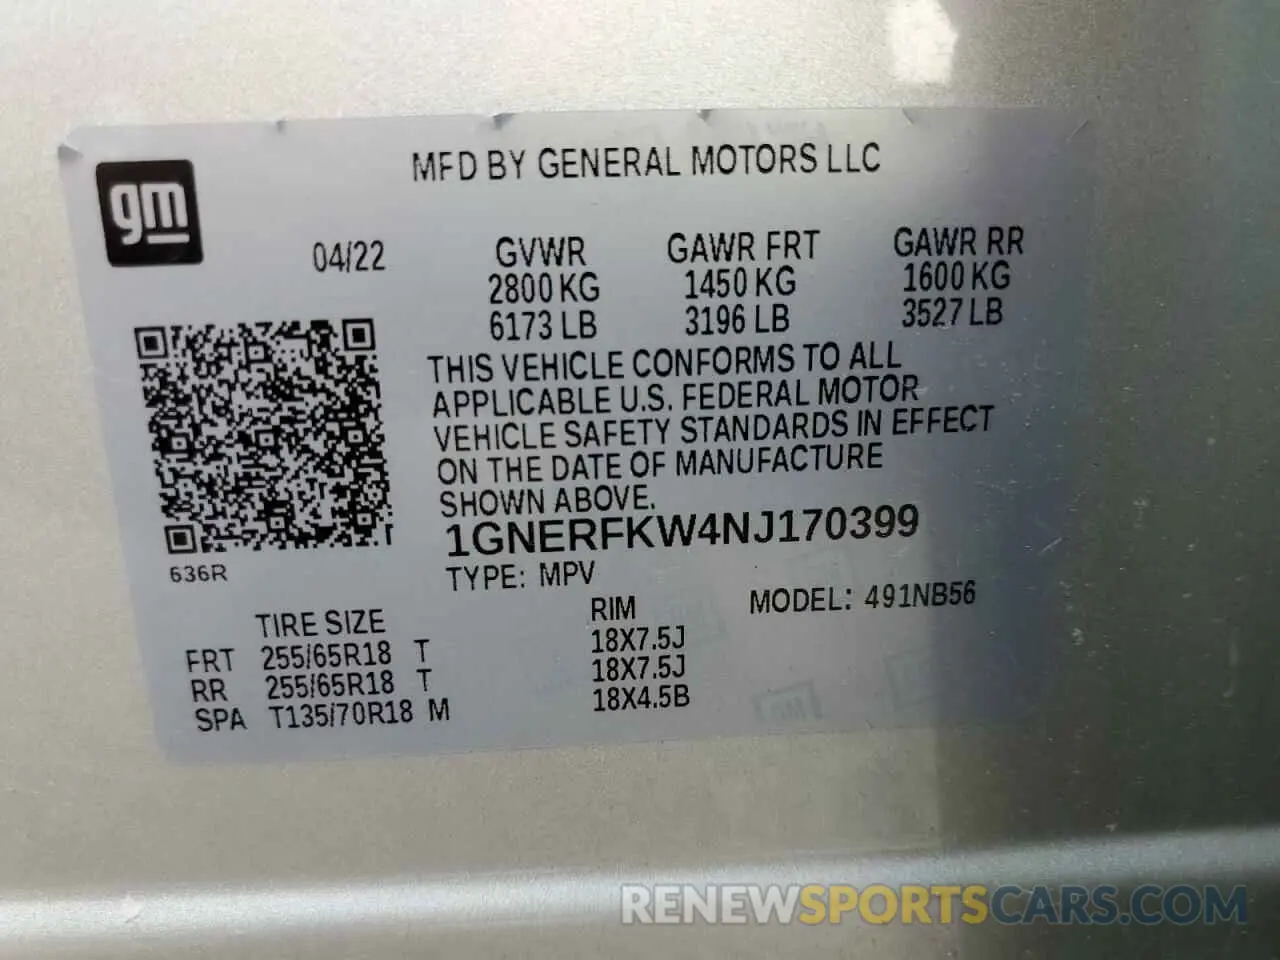 MFD BY GENERAL MOTORS LLC
gm
04/22 GVWR GAWR FRT GAWR RR
2800 KG 1450 KG 1600 KG
6173 LB 3196 LB 3527 LB
THIS VEHICLE CONFORMS TO ALL
APPLICABLE U.S. FEDERAL MOTOR
VEHICLE SAFETY STANDARDS IN EFFECT
ON THE DATE OF MANUFACTURE
SHOWN ABOVE.
1GNERFKW4NJ170399
636R
TYPE: MPV
TIRE SIZE RIM MODEL: 491NB56
FRT 255/65R18 T 18X7.5J
RR 255/65R18 T 18X7.5J
SPA T135/70R18 M 18X4.5B
RENEWSPORTSCARS.COM